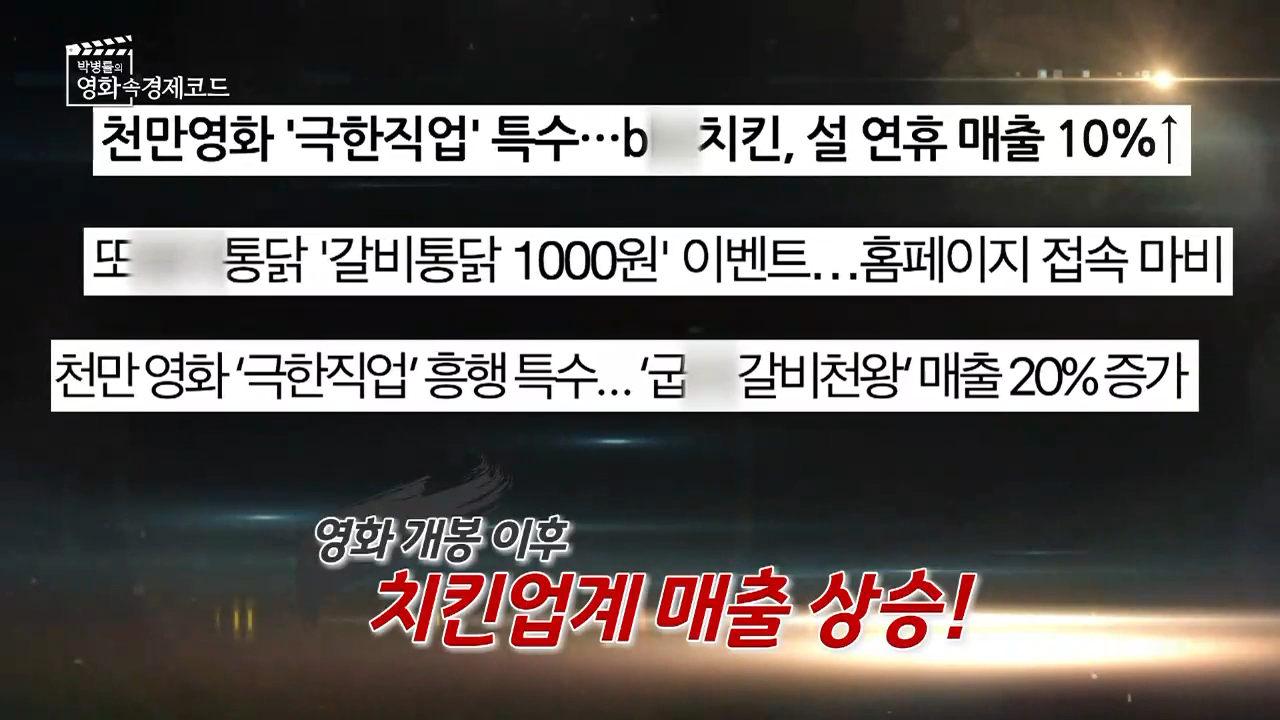 박병률의
영화속경제코드
천만영화 '극한직업' 특수…b 치킨, 설 연휴 매출 10%↑
또 통닭 '갈비통닭 1000원' 이벤트...홈페이지 접속 마비
천만 영화 ‘극한직업’ 흥행 특수... ‘굽 갈비천왕‘ 매출 20% 증가
영화 개봉 이후
치킨업계 매출 상승!